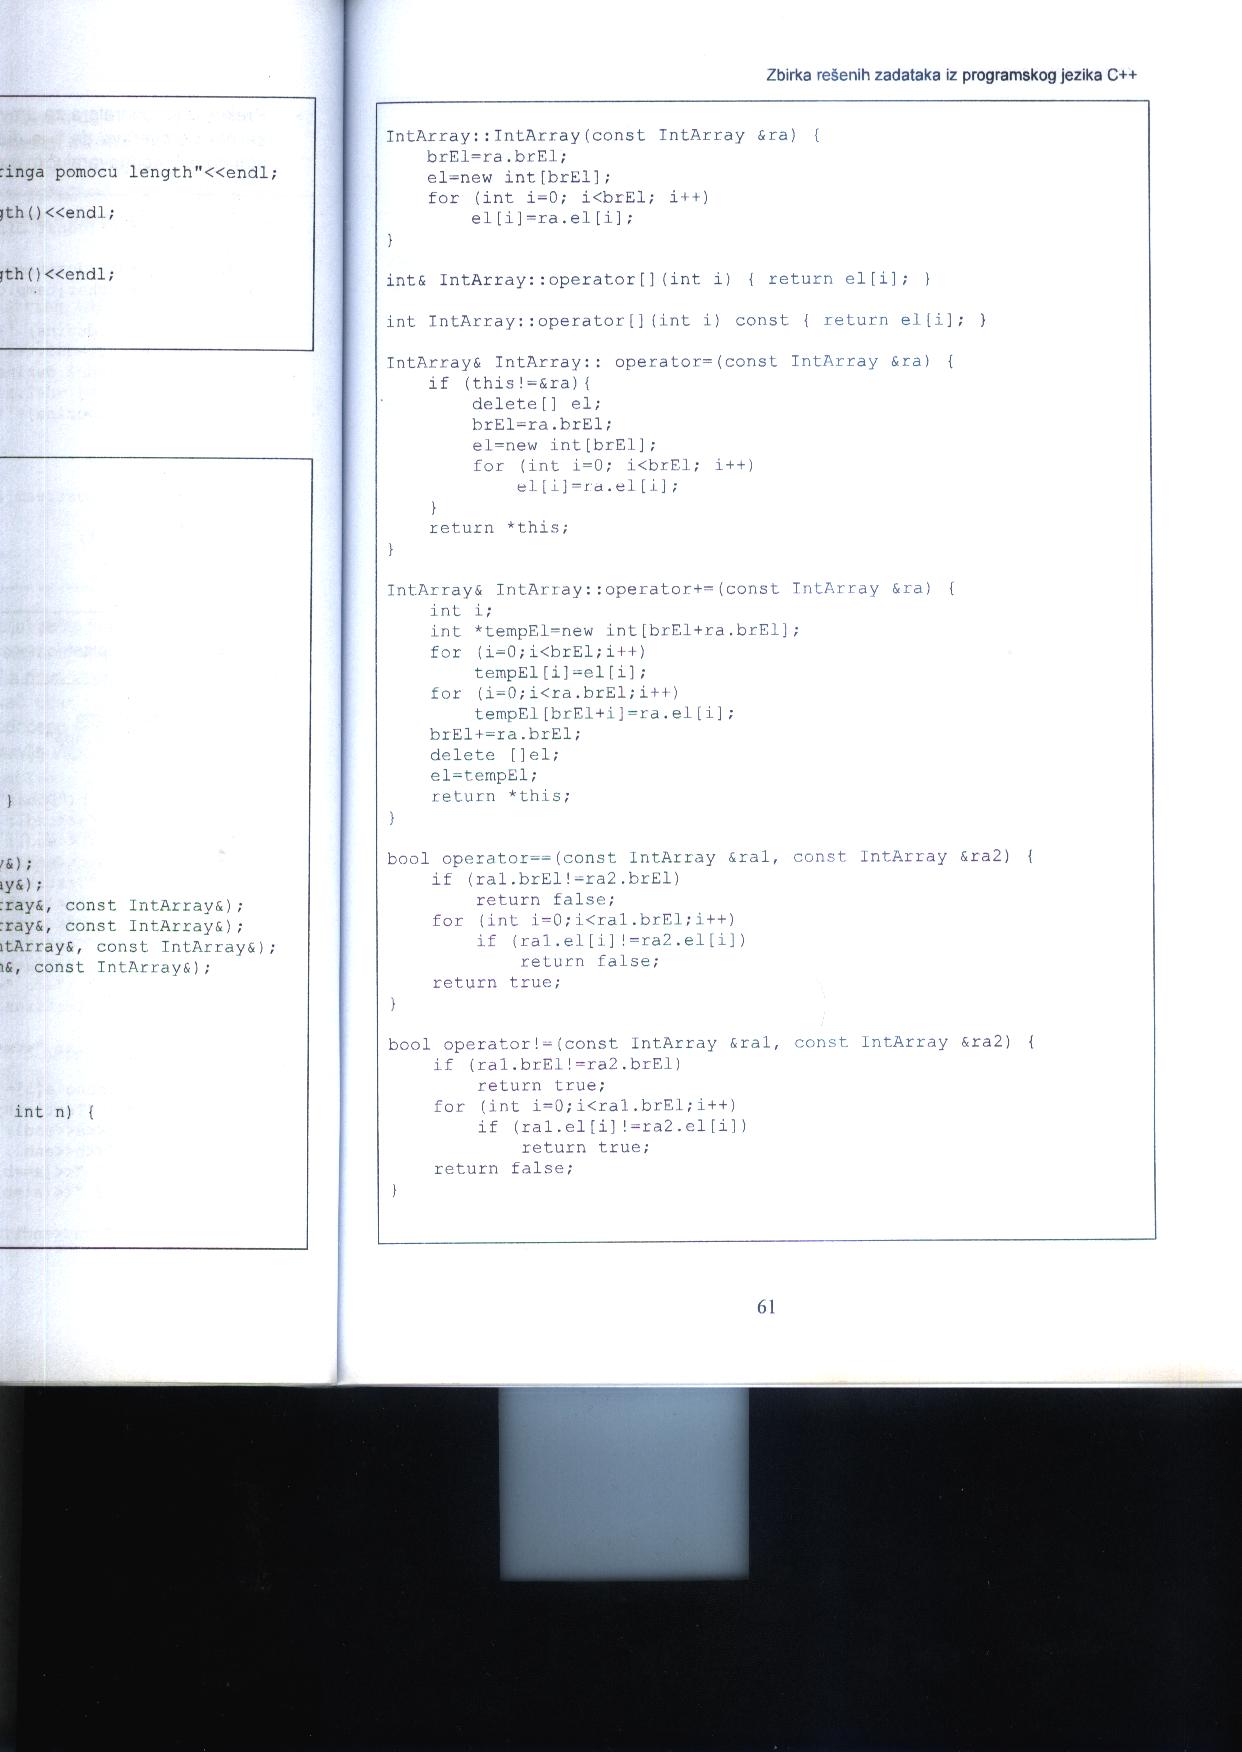 ringa pomocu length"<<endl;
gth()<<endl;
gth()<<endl;
}
y&);
ay&);
rray&, const IntArray&);
rray&, const IntArray&);
ntArray&, const IntArray&);
m&, const IntArray&);
int n) {
Zbirka rešenih zadataka iz programskog jezika C++
IntArray::IntArray(const IntArray &ra) {
    brEl=ra.brEl;
    el=new int[brEl];
    for (int i=0; i<brEl; i++)
        el[i]=ra.el[i];
}
int& IntArray::operator[](int i) { return el[i]; }
int IntArray::operator[](int i) const { return el[i]; }
IntArray& IntArray:: operator=(const IntArray &ra) {
    if (this!=&ra){
        delete[] el;
        brEl=ra.brEl;
        el=new int[brEl];
        for (int i=0; i<brEl; i++)
            el[i]=ra.el[i];
    }
    return *this;
}
IntArray& IntArray::operator+=(const IntArray &ra) {
    int i;
    int *tempEl=new int[brEl+ra.brEl];
    for (i=0;i<brEl;i++)
        tempEl[i]=el[i];
    for (i=0;i<ra.brEl;i++)
        tempEl[brEl+i]=ra.el[i];
    brEl+=ra.brEl;
    delete []el;
    el=tempEl;
    return *this;
}
bool operator==(const IntArray &ra1, const IntArray &ra2) {
    if (ra1.brEl!=ra2.brEl)
        return false;
    for (int i=0;i<ra1.brEl;i++)
        if (ra1.el[i]!=ra2.el[i])
            return false;
    return true;
}
bool operator!=(const IntArray &ra1, const IntArray &ra2) {
    if (ra1.brEl!=ra2.brEl)
        return true;
    for (int i=0;i<ra1.brEl;i++)
        if (ra1.el[i]!=ra2.el[i])
            return true;
    return false;
}
61